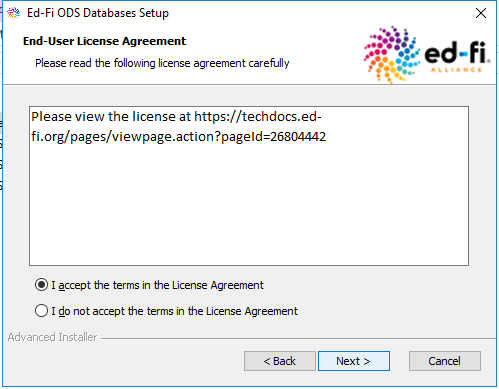 Ed-Fi ODS Databases Setup
End-User License Agreement
Please read the following license agreement carefully
ed-fi
ALLIANCE
Please view the license at https://techdocs.ed-
fi.org/pages/viewpage.action?pageId=26804442
I accept the terms in the License Agreement
I do not accept the terms in the License Agreement
Advanced Installer
< Back
Next >
Cancel